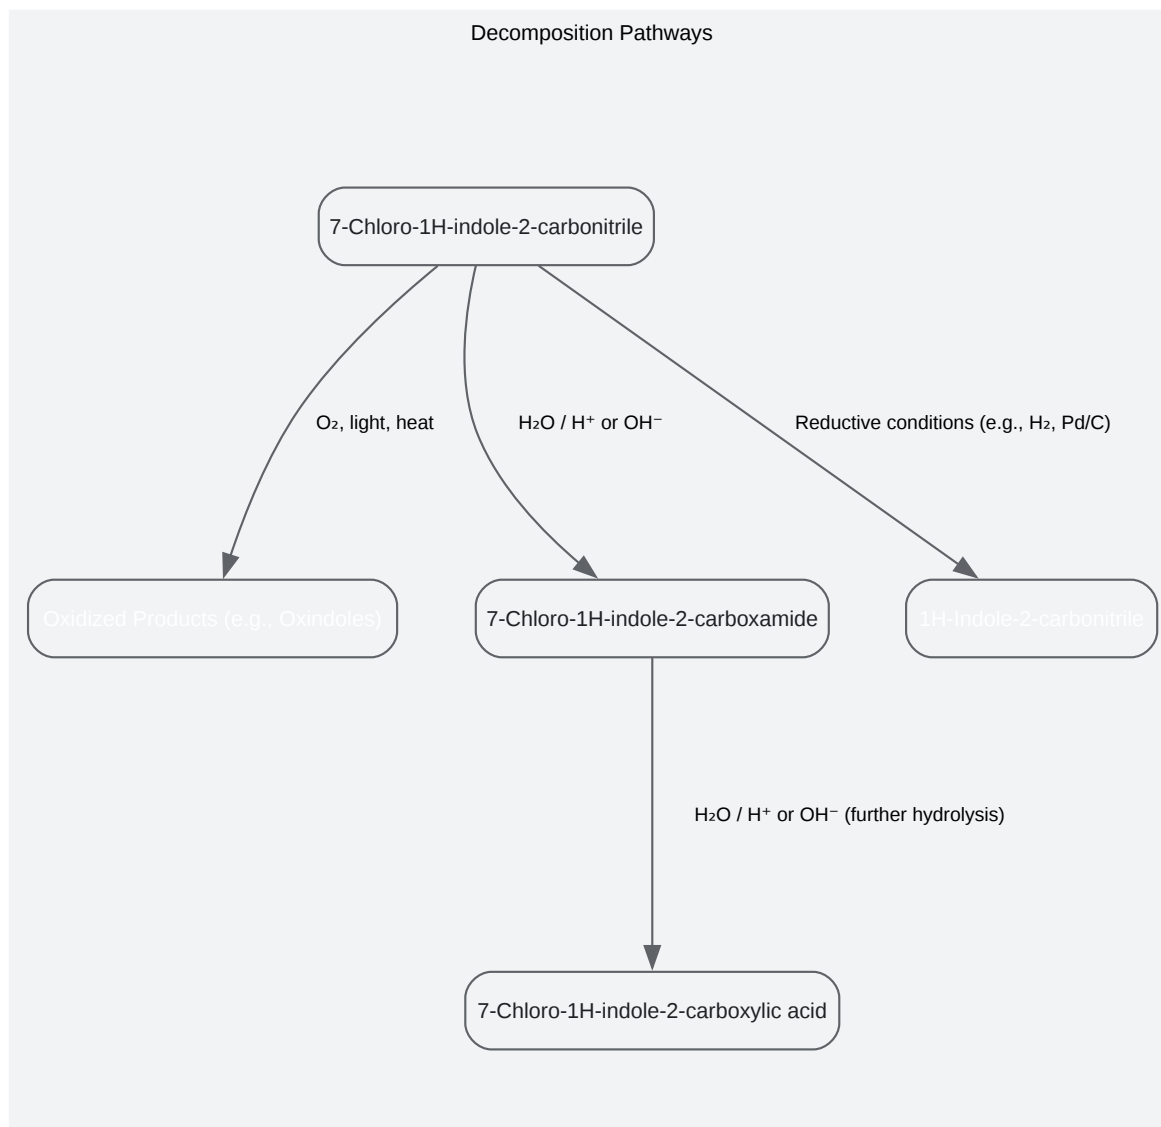 Decomposition Pathways
7-Chloro-1H-indole-2-carbonitrile
O₂, light, heat
H₂O / H⁺ or OH⁻
Reductive conditions (e.g., H₂, Pd/C)
Oxidized Products (e.g., Oxindoles)
7-Chloro-1H-indole-2-carboxamide
1H-Indole-2-carbonitrile
H₂O / H⁺ or OH⁻ (further hydrolysis)
7-Chloro-1H-indole-2-carboxylic acid